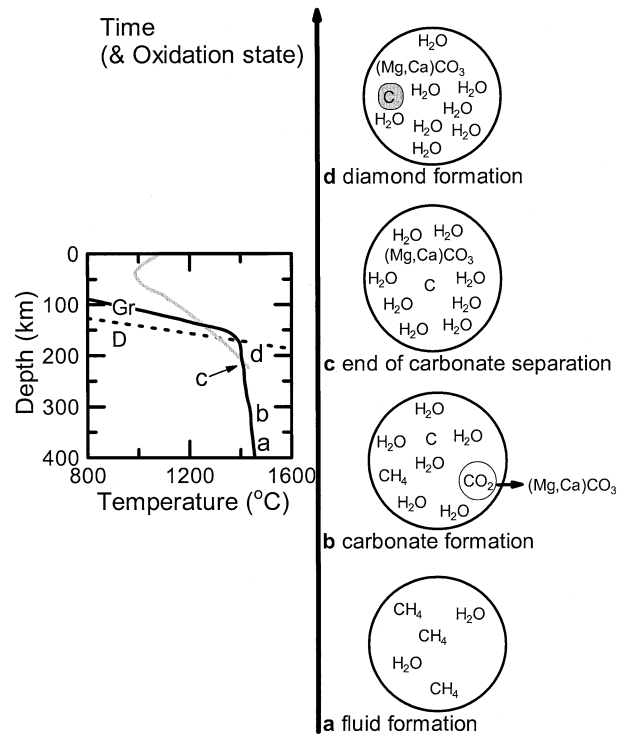 Time
(& Oxidation state)
H₂O
(Mg,Ca)CO₃
C H₂O H₂O
H₂O
H₂O
H₂O H₂O
H₂O
d diamond formation
H₂O H₂O
(Mg,Ca)CO₃
H₂O C H₂O
H₂O H₂O
H₂O H₂O
c end of carbonate separation
0
100
200
300
400
Depth (km)
Gr
D
d
c
b
a
800 1200 1600
Temperature (°C)
H₂O
H₂O C H₂O
CH₄ H₂O
CO₂ (Mg,Ca)CO₃
H₂O H₂O
b carbonate formation
CH₄ H₂O
CH₄
H₂O
CH₄
a fluid formation